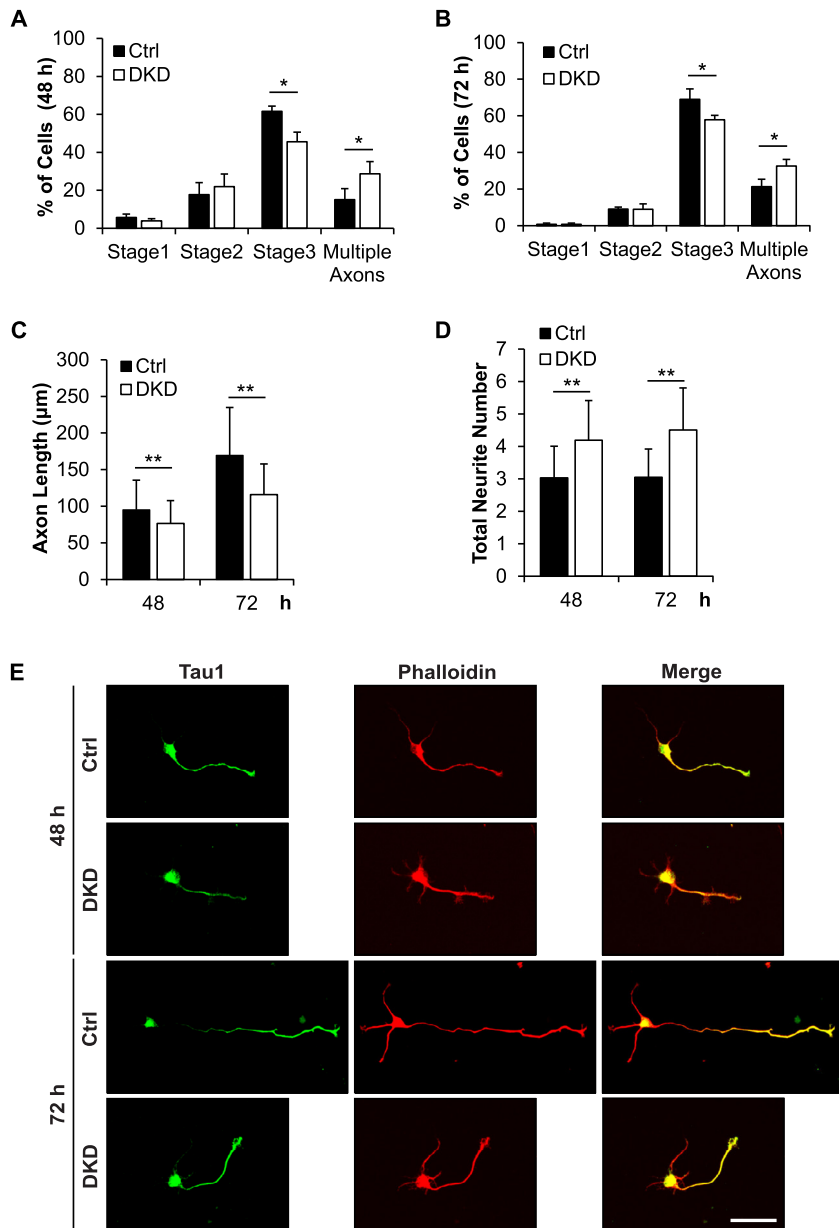 A
% of Cells (48 h)
100
80
60
40
20
0
Ctrl
DKD
*
*
Stage1 Stage2 Stage3 Multiple
Axons
B
% of Cells (72 h)
100
80
60
40
20
0
Ctrl
DKD
*
*
Stage1 Stage2 Stage3 Multiple
Axons
C
Axon Length (µm)
300
250
200
150
100
50
0
Ctrl
DKD
**
**
48 72 h
D
Total Neurite Number
7
6
5
4
3
2
1
0
Ctrl
DKD
**
**
48 72 h
E
Tau1 Phalloidin Merge
48 h
Ctrl
DKD
72 h
Ctrl
DKD